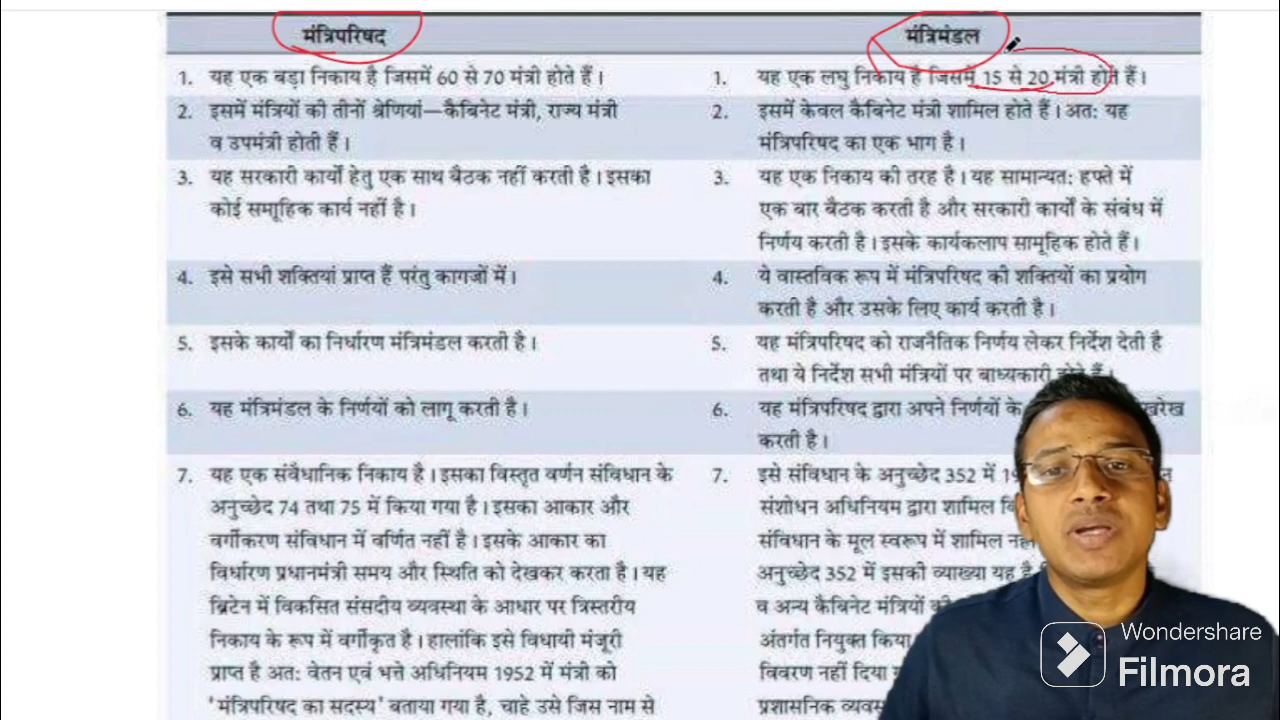 मंत्रिपरिषद
मंत्रिमंडल
1. यह एक बड़ा निकाय है जिसमें 60 से 70 मंत्री होते हैं।
1. यह एक लघु निकाय है जिसमें 15 से 20 मंत्री होते हैं।
2. इसमें मंत्रियों की तीनों श्रेणियां—कैबिनेट मंत्री, राज्य मंत्री
व उपमंत्री होती हैं।
2. इसमें केवल कैबिनेट मंत्री शामिल होते हैं। अत: यह
मंत्रिपरिषद का एक भाग है।
3. यह सरकारी कार्यों हेतु एक साथ बैठक नहीं करती है। इसका
कोई समाूहिक कार्य नहीं है।
3. यह एक निकाय की तरह है। यह सामान्यत: हफ्ते में
एक बार बैठक करती है और सरकारी कार्यों के संबंध में
निर्णय करती है। इसके कार्यकलाप सामूहिक होते हैं।
4. इसे सभी शक्तियां प्राप्त हैं परंतु कागजों में।
4. ये वास्तविक रूप में मंत्रिपरिषद की शक्तियों का प्रयोग
करती है और उसके लिए कार्य करती है।
5. इसके कार्यों का निर्धारण मंत्रिमंडल करती है।
5. यह मंत्रिपरिषद को राजनैतिक निर्णय लेकर निर्देश देती है
तथा ये निर्देश सभी मंत्रियों पर बाध्यकारी होते हैं।
6. यह मंत्रिमंडल के निर्णयों को लागू करती है।
6. यह मंत्रिपरिषद द्वारा अपने निर्णयों के
करती है।
7. यह एक संवैधानिक निकाय है। इसका विस्तृत वर्णन संविधान के
अनुच्छेद 74 तथा 75 में किया गया है। इसका आकार और
वर्गीकरण संविधान में वर्णित नहीं है। इसके आकार का
विर्धारण प्रधानमंत्री समय और स्थिति को देखकर करता है। यह
ब्रिटेन में विकसित संसदीय व्यवस्था के आधार पर त्रिस्तरीय
निकाय के रूप में वर्गीकृत है। हालांकि इसे विधायी मंजूरी
प्राप्त है अत: वेतन एवं भत्ते अधिनियम 1952 में मंत्री को
'मंत्रिपरिषद का सदस्य' बताया गया है, चाहे उसे जिस नाम से
7. इसे संविधान के अनुच्छेद 352 में
संशोधन अधिनियम द्वारा शामिल
संविधान के मूल स्वरूप में शामिल
अनुच्छेद 352 में इसकी व्याख्या यह है
व अन्य कैबिनेट मंत्रियों
अंतर्गत नियुक्त किया
विवरण नहीं दिया
प्रशासनिक
Wondershare
Filmora